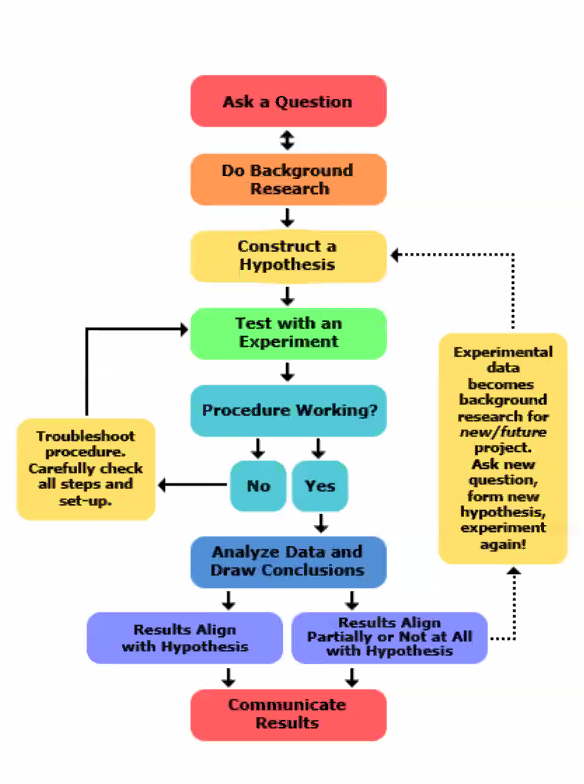 Ask a Question
Do Background
Research
Construct a
Hypothesis
Test with an
Experiment
Procedure Working?
No
Yes
Troubleshoot
procedure.
Carefully check
all steps and
set-up.
Analyze Data and
Draw Conclusions
Results Align
with Hypothesis
Results Align
Partially or Not at All
with Hypothesis
Experimental
data
becomes
background
research for
new/future
project.
Ask new
question,
form new
hypothesis,
experiment
again!
Communicate
Results